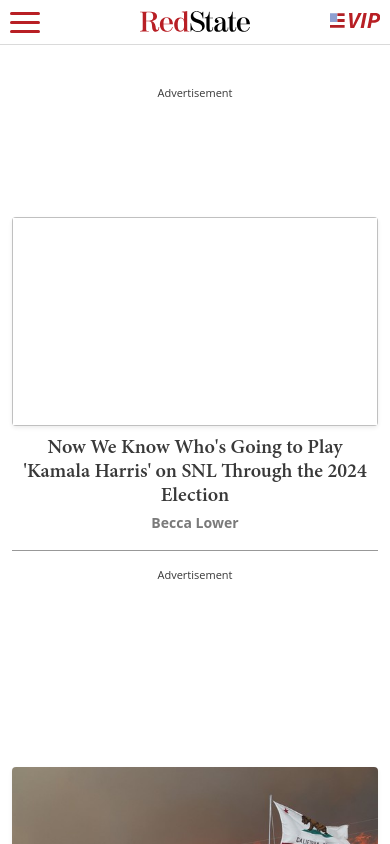 RedState
VIP
Advertisement
Now We Know Who's Going to Play
'Kamala Harris' on SNL Through the 2024
Election
Becca Lower
Advertisement